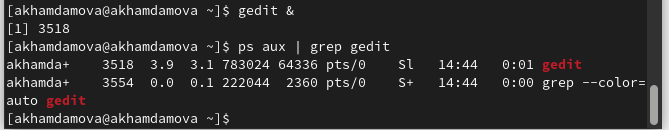 [akhamdamova@akhamdamova ~]$ gedit &
[1] 3518
[akhamdamova@akhamdamova ~]$ ps aux | grep gedit
akhamda+    3518  3.9  3.1 783024 64336 pts/0    Sl   14:44   0:01 gedit
akhamda+    3554  0.0  0.1 222044  2360 pts/0    S+   14:44   0:00 grep --color=
auto gedit
[akhamdamova@akhamdamova ~]$